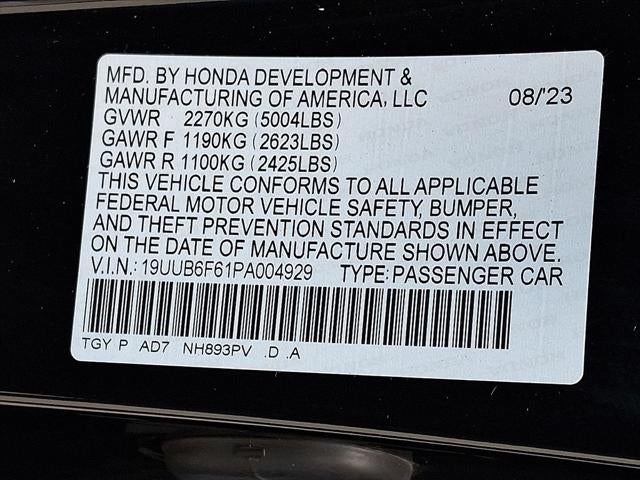 MFD. BY HONDA DEVELOPMENT &
MANUFACTURING OF AMERICA, LLC 08/'23
GVWR 2270KG (5004LBS)
GAWR F 1190KG (2623LBS)
GAWR R 1100KG (2425LBS)
THIS VEHICLE CONFORMS TO ALL APPLICABLE
FEDERAL MOTOR VEHICLE SAFETY, BUMPER,
AND THEFT PREVENTION STANDARDS IN EFFECT
ON THE DATE OF MANUFACTURE SHOWN ABOVE.
V.I.N.: 19UUB6F61PA004929 TYPE: PASSENGER CAR
TGY P AD7 NH893PV .D .A